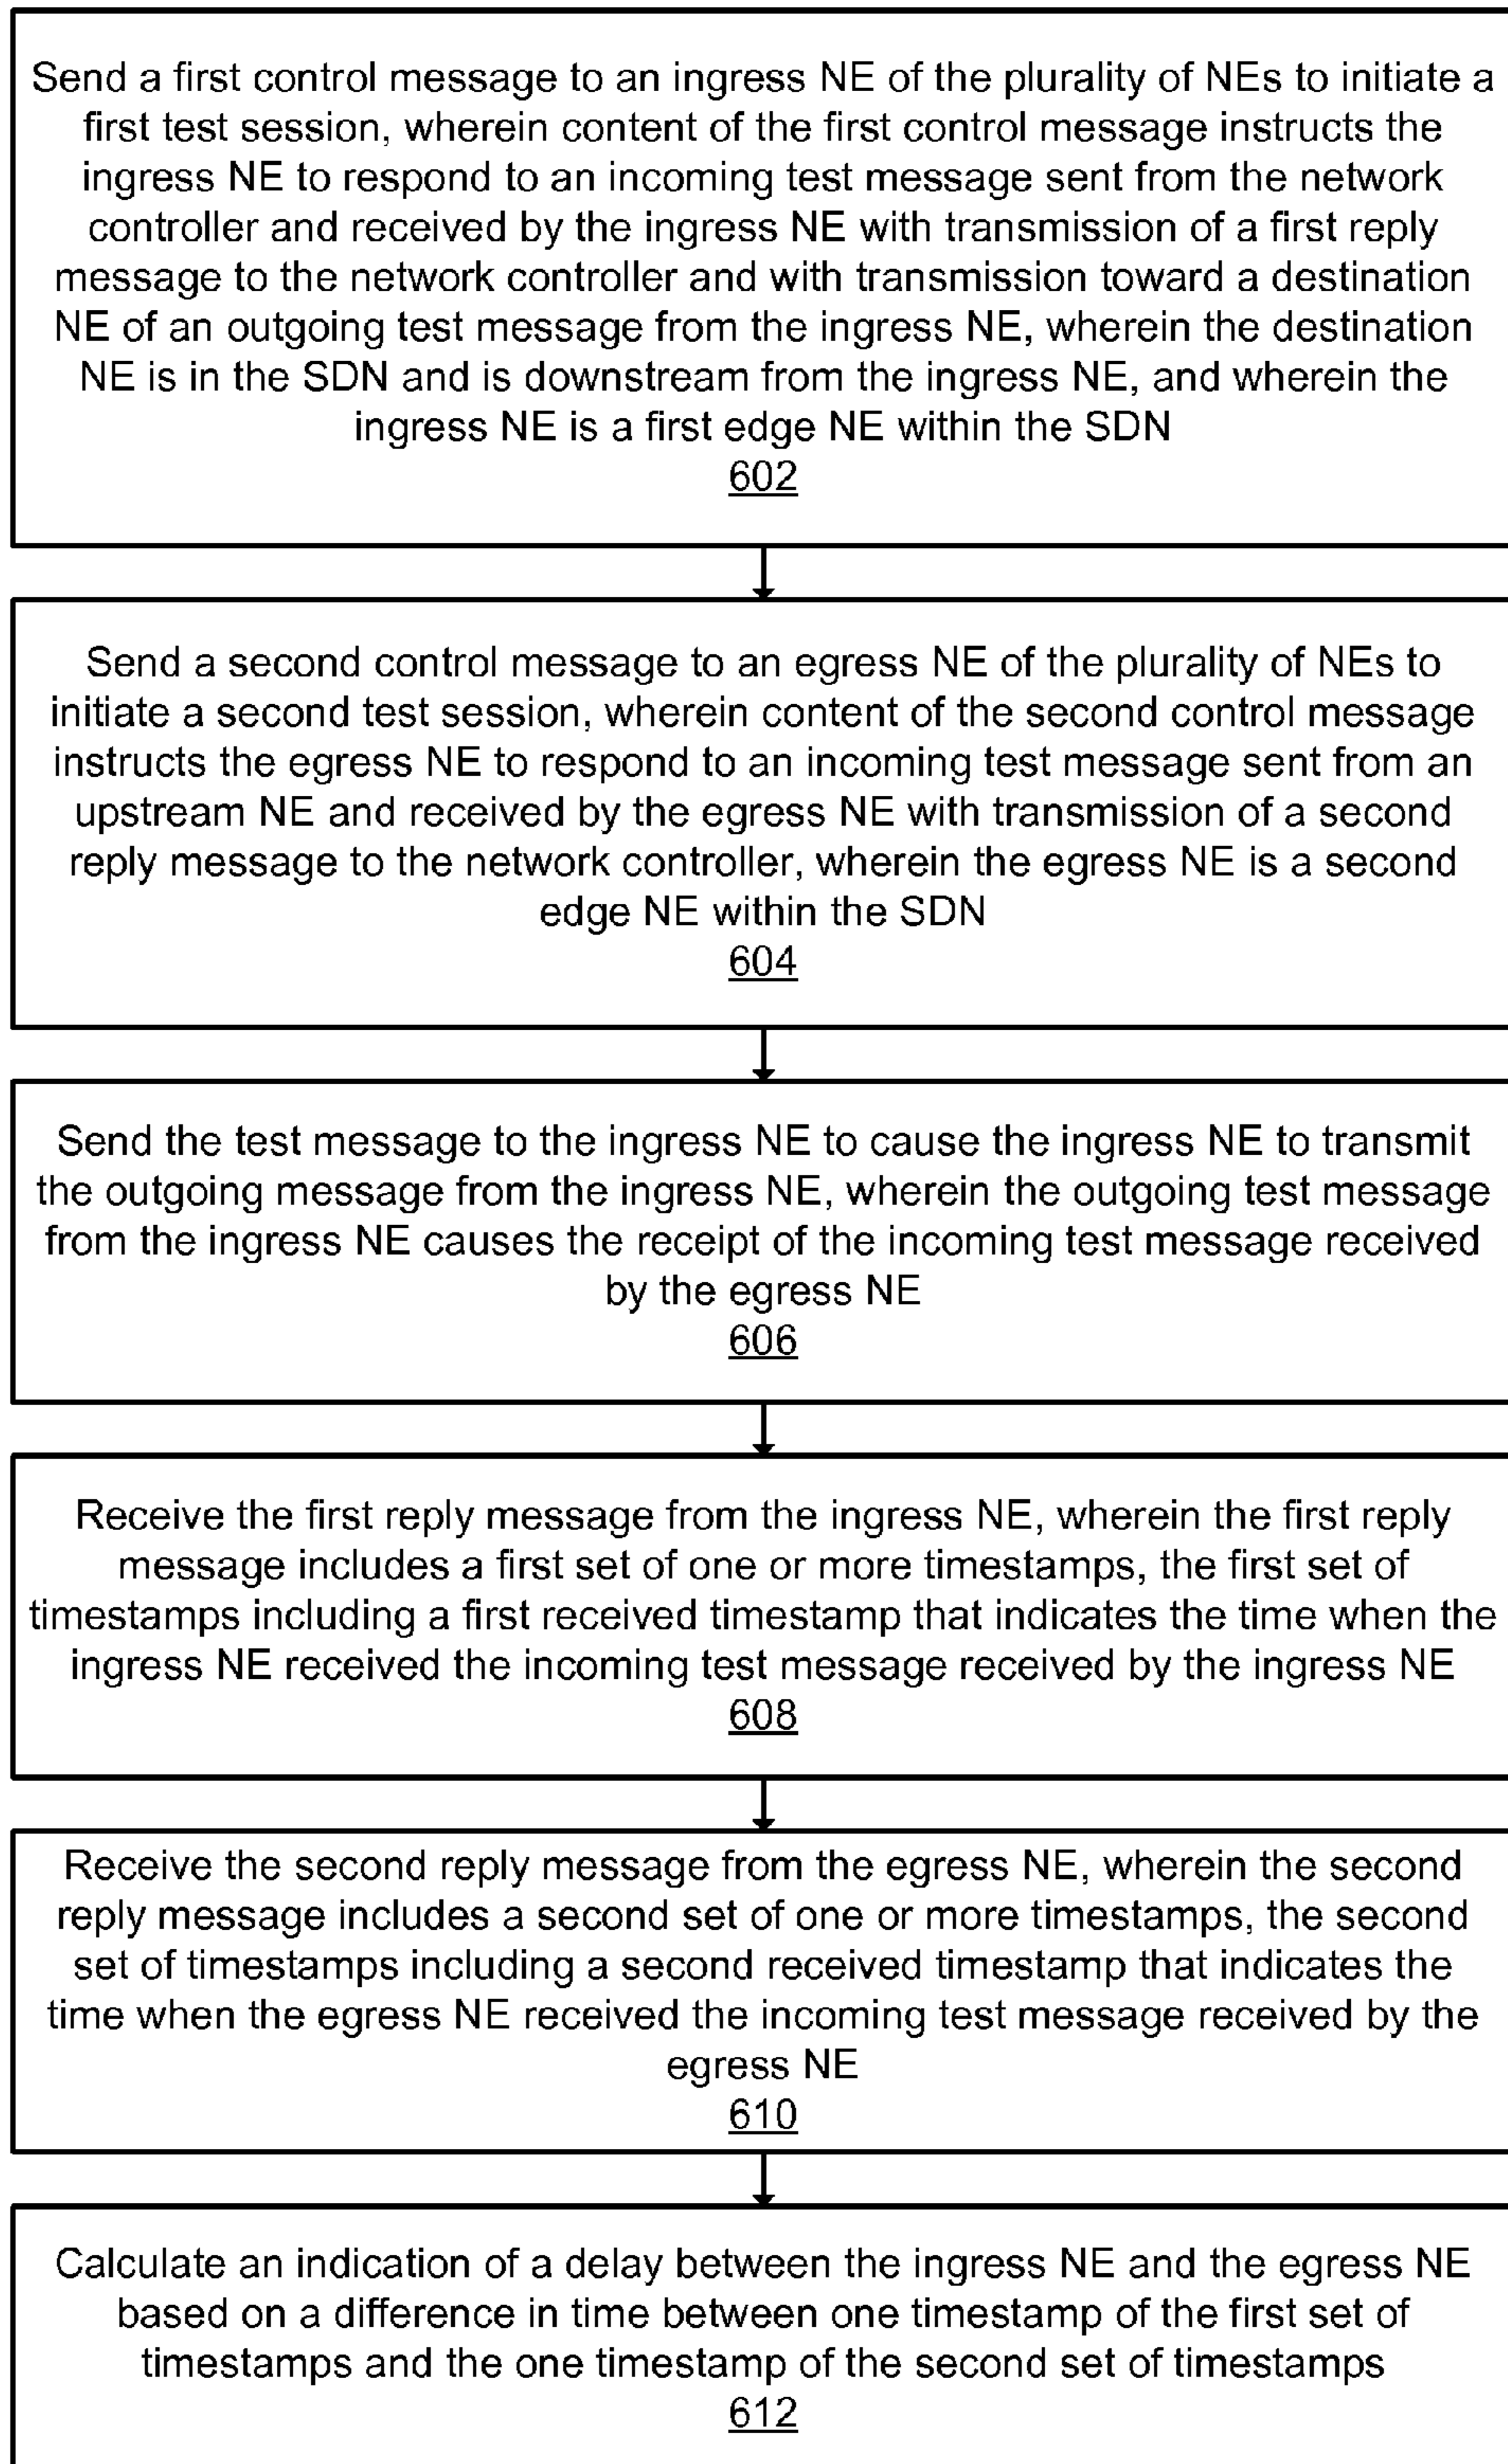 Send a first control message to an ingress NE of the plurality of NEs to initiate a
first test session, wherein content of the first control message instructs the
ingress NE to respond to an incoming test message sent from the network
controller and received by the ingress NE with transmission of a first reply
message to the network controller and with transmission toward a destination
NE of an outgoing test message from the ingress NE, wherein the destination
NE is in the SDN and is downstream from the ingress NE, and wherein the
ingress NE is a first edge NE within the SDN
602
Send a second control message to an egress NE of the plurality of NEs to
initiate a second test session, wherein content of the second control message
instructs the egress NE to respond to an incoming test message sent from an
upstream NE and received by the egress NE with transmission of a second
reply message to the network controller, wherein the egress NE is a second
edge NE within the SDN
604
Send the test message to the ingress NE to cause the ingress NE to transmit
the outgoing message from the ingress NE, wherein the outgoing test message
from the ingress NE causes the receipt of the incoming test message received
by the egress NE
606
Receive the first reply message from the ingress NE, wherein the first reply
message includes a first set of one or more timestamps, the first set of
timestamps including a first received timestamp that indicates the time when the
ingress NE received the incoming test message received by the ingress NE
608
Receive the second reply message from the egress NE, wherein the second
reply message includes a second set of one or more timestamps, the second
set of timestamps including a second received timestamp that indicates the
time when the egress NE received the incoming test message received by the
egress NE
610
Calculate an indication of a delay between the ingress NE and the egress NE
based on a difference in time between one timestamp of the first set of
timestamps and the one timestamp of the second set of timestamps
612